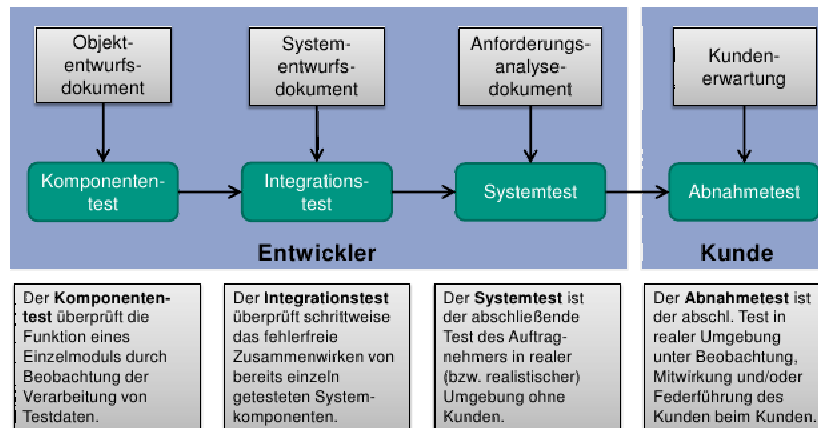 Objekt-
entwurfs-
dokument
System-
entwurfs-
dokument
Anforderungs-
analyse-
dokument
Kunden-
erwartung
Komponenten-
test
Integrations-
test
Systemtest
Abnahmetest
Entwickler
Kunde
Der Komponenten-
test überprüft die
Funktion eines
Einzelmoduls durch
Beobachtung der
Verarbeitung von
Testdaten.
Der Integrationstest
überprüft schrittweise
das fehlerfreie
Zusammenwirken von
bereits einzeln
getesteten System-
komponenten.
Der Systemtest ist
der abschließende
Test des Auftrag-
nehmers in realer
(bzw. realistischer)
Umgebung ohne
Kunden.
Der Abnahmetest ist
der abschl. Test in
realer Umgebung
unter Beobachtung,
Mitwirkung und/oder
Federführung des
Kunden beim Kunden.